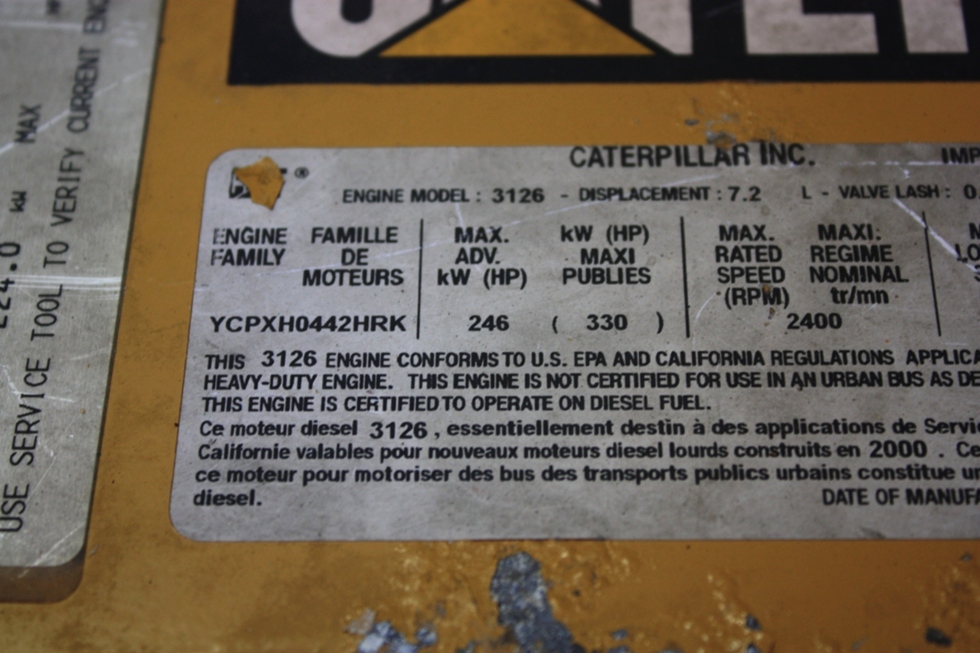 CATERPILLAR INC.
ENGINE MODEL : 3126 - DISPLACEMENT : 7.2 L - VALVE LASH : 0
ENGINE FAMILLE MAX. kW (HP) MAX. MAXI.
FAMILY DE ADV. MAXI RATED REGIME
MOTEURS kW (HP) PUBLIES SPEED NOMINAL
(RPM) tr/mn
YCPXH0442HRK 246 ( 330 ) 2400
THIS 3126 ENGINE CONFORMS TO U.S. EPA AND CALIFORNIA REGULATIONS
HEAVY-DUTY ENGINE. THIS ENGINE IS NOT CERTIFIED FOR USE IN AN URBAN BUS AS
THIS ENGINE IS CERTIFIED TO OPERATE ON DIESEL FUEL.
Ce moteur diesel 3126 , essentiellement destin à des applications de
Californie valables pour nouveaux moteurs diesel lourds construits en 2000 .
ce moteur pour motoriser des bus des transports publics urbains constitue
diesel. DATE OF
kW MAX
USE SERVICE TOOL TO VERIFY CURRENT